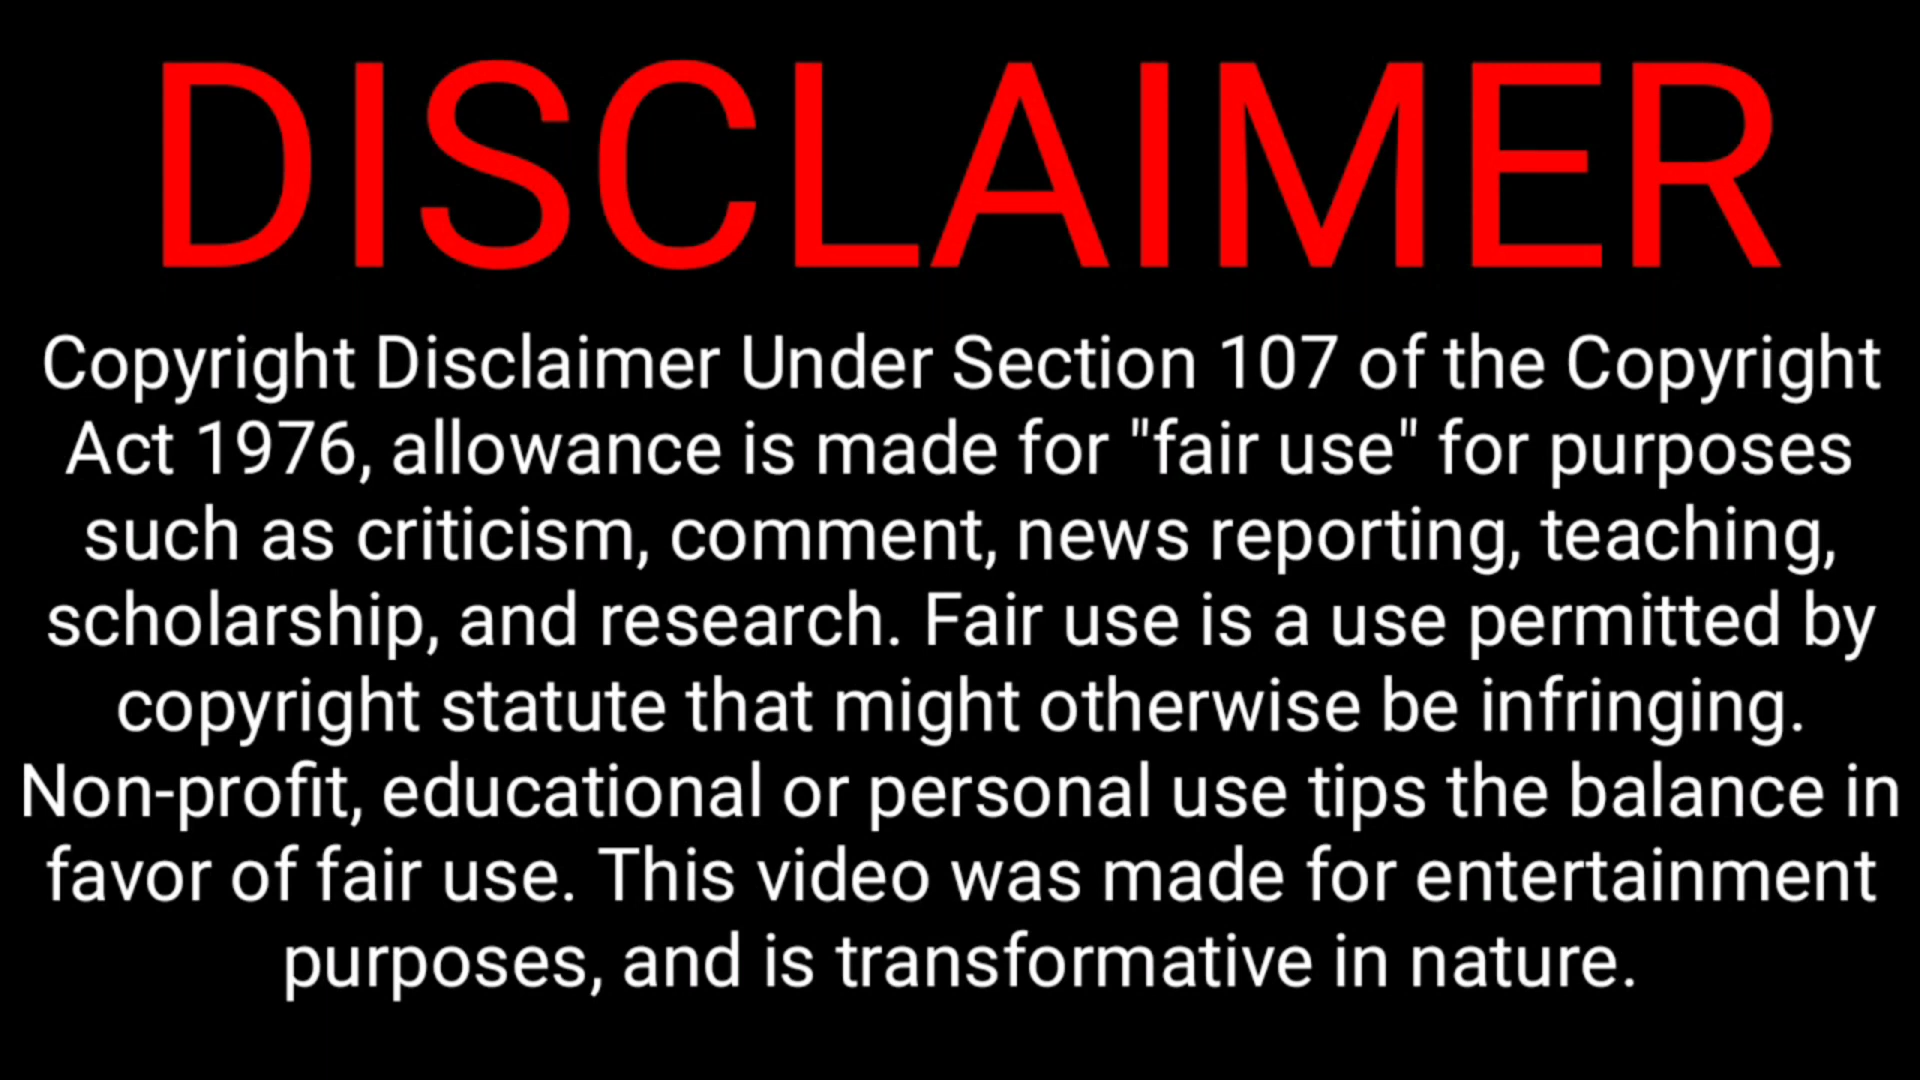 DISCLAIMER
Copyright Disclaimer Under Section 107 of the Copyright
Act 1976, allowance is made for "fair use" for purposes
such as criticism, comment, news reporting, teaching,
scholarship, and research. Fair use is a use permitted by
copyright statute that might otherwise be infringing.
Non-profit, educational or personal use tips the balance in
favor of fair use. This video was made for entertainment
purposes, and is transformative in nature.